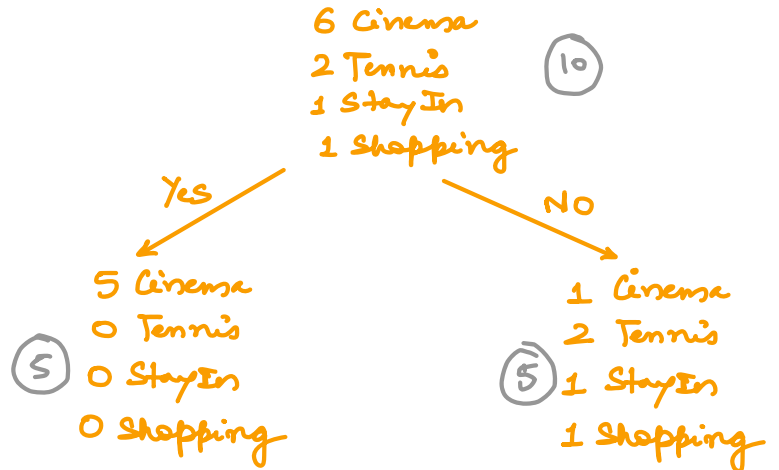 6 Cinema
2 Tennis
10
1 StayIn
1 Shopping
Yes
NO
5 Cinema
0 Tennis
5
0 StayIn
0 Shopping
1 Cinema
2 Tennis
5
1 StayIn
1 Shopping